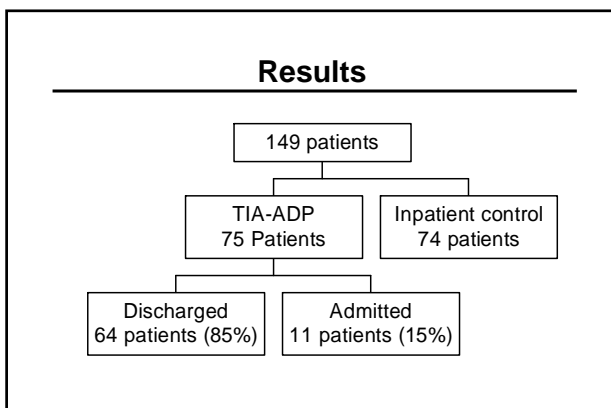 Results
149 patients
TIA-ADP
75 Patients
Inpatient control
74 patients
Discharged
64 patients (85%)
Admitted
11 patients (15%)